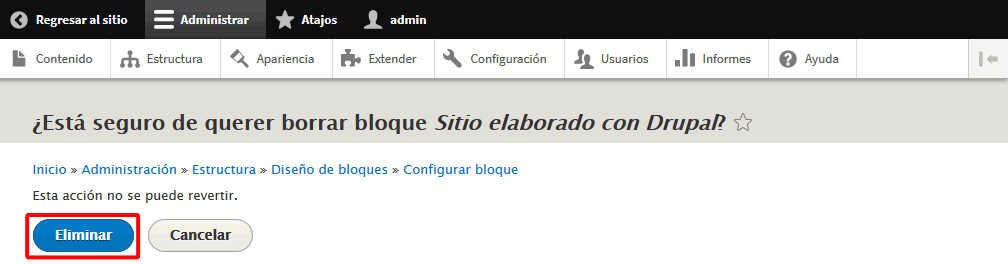 Regresar al sitio Administrar Atajos admin
Contenido Estructura Apariencia Extender Configuración Usuarios Informes Ayuda
¿Está seguro de querer borrar bloque Sitio elaborado con Drupal?
Inicio » Administración » Estructura » Diseño de bloques » Configurar bloque
Esta acción no se puede revertir.
Eliminar Cancelar